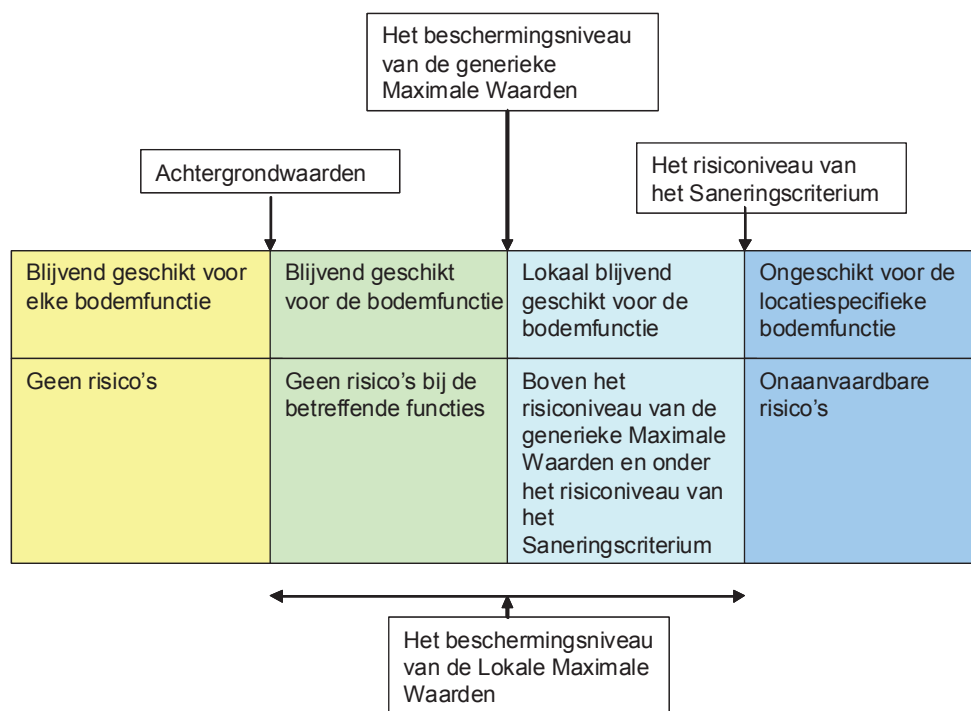 Het beschermingsniveau
van de generieke
Maximale Waarden
Achtergrondwaarden
Het risiconiveau van
het Saneringscriterium
Blijvend geschikt voor
elke bodemfunctie
Blijvend geschikt
voor de bodemfunctie
Lokaal blijvend
geschikt voor de
bodemfunctie
Ongeschikt voor de
locatiespecifieke
bodemfunctie
Geen risico’s
Geen risico’s bij de
betreffende functies
Boven het
risiconiveau van de
generieke Maximale
Waarden en onder
het risiconiveau van
het
Saneringscriterium
Onaanvaardbare
risico’s
Het beschermingsniveau
van de Lokale Maximale
Waarden